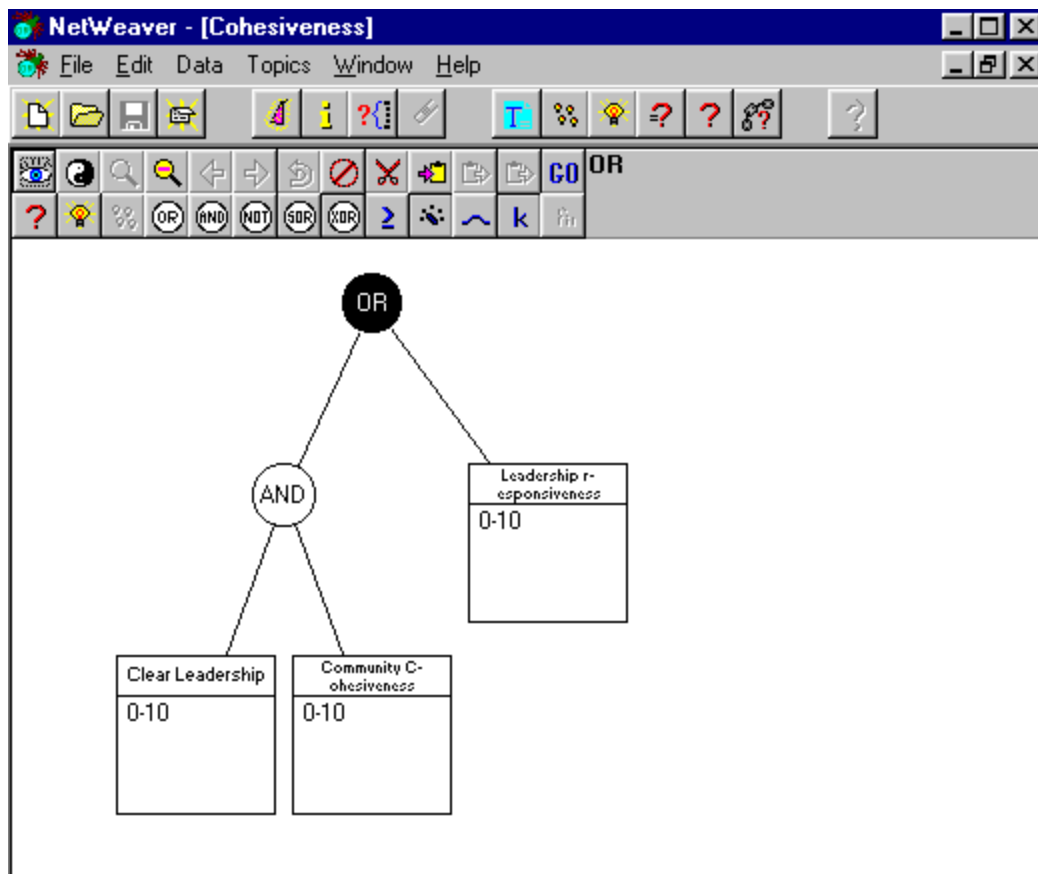 NetWeaver - [Cohesiveness]
File Edit Data Topics Window Help
GO OR
OR AND NOT SOR XOR k
OR
AND
Leadership r-
esponsiveness
0-10
Clear Leadership
0-10
Community C-
ohesiveness
0-10